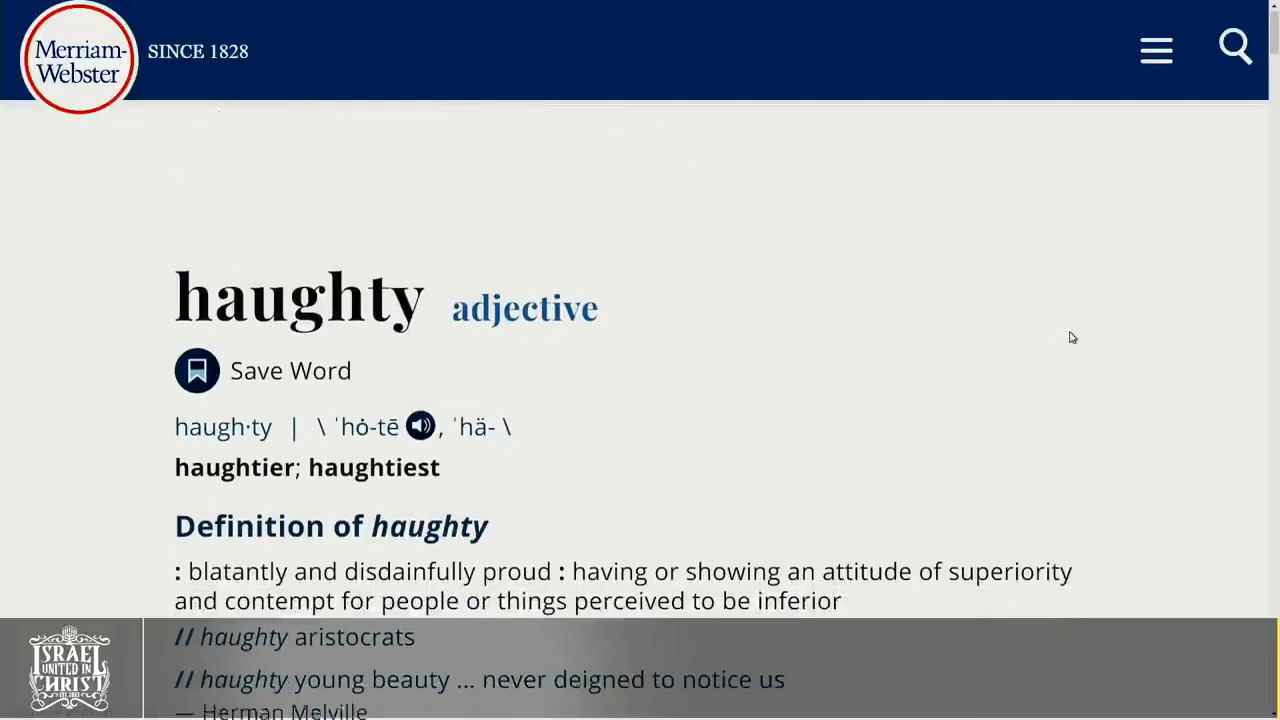 Merriam-
Webster
SINCE 1828
haughty adjective
Save Word
haugh·ty | \ ˈhȯ-tē , ˈhä- \
haughtier; haughtiest
Definition of haughty
: blatantly and disdainfully proud : having or showing an attitude of superiority
and contempt for people or things perceived to be inferior
// haughty aristocrats
// haughty young beauty ... never deigned to notice us
— Herman Melville
ISRAEL
UNITED IN
CHRIST